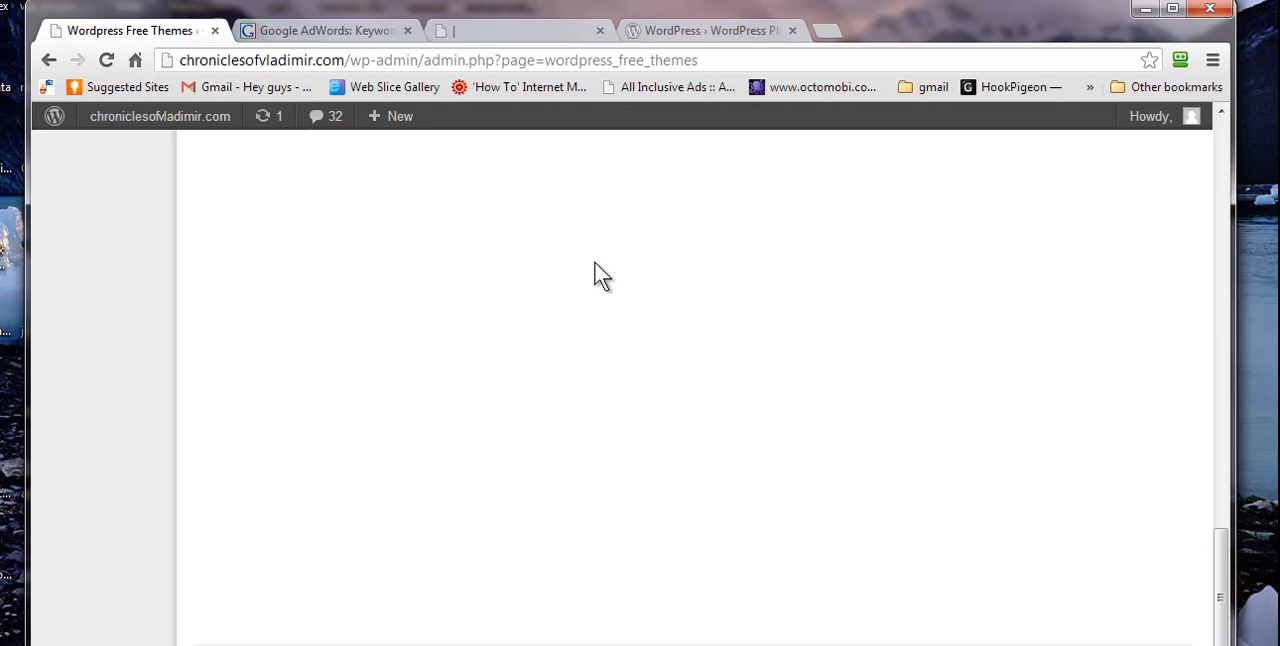 Wordpress Free Themes ‹
Google AdWords: Keywor
|
WordPress › WordPress Pl
chroniclesofvladimir.com/wp-admin/admin.php?page=wordpress_free_themes
Suggested Sites
Gmail - Hey guys - ...
Web Slice Gallery
'How To' Internet M...
All Inclusive Ads :: A...
www.octomobi.co...
gmail
HookPigeon —
»
Other bookmarks
chroniclesofvladimir.com
1
32
+ New
Howdy,